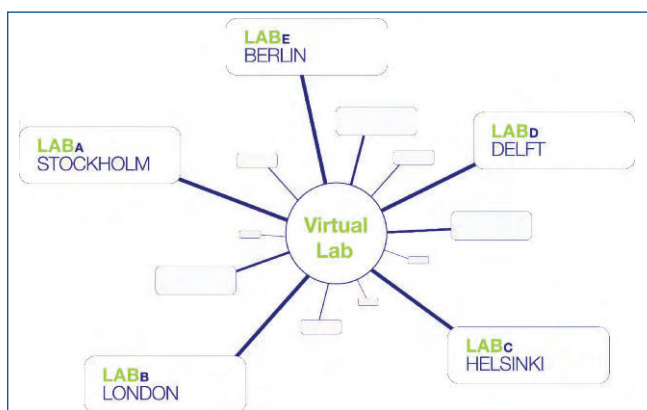 LABE
BERLIN
LABA
STOCKHOLM
LABD
DELFT
Virtual
Lab
LABB
LONDON
LABC
HELSINKI